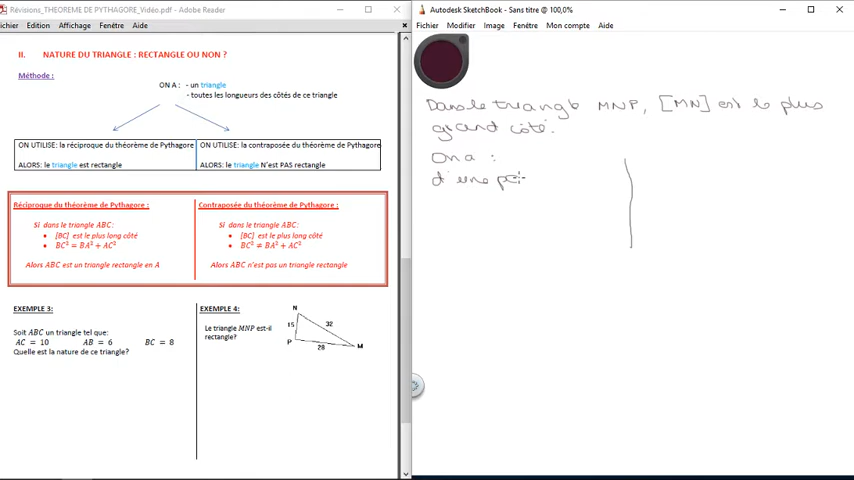 Révisions_THEOREME DE PYTHAGORE_Vidéo.pdf - Adobe Reader
Fichier Edition Affichage Fenêtre Aide
II. NATURE DU TRIANGLE : RECTANGLE OU NON ?
Méthode :
ON A : - un triangle
- toutes les longueurs des côtés de ce triangle
ON UTILISE: la réciproque du théorème de Pythagore
ALORS: le triangle est rectangle
ON UTILISE: la contraposée du théorème de Pythagore
ALORS: le triangle N'est PAS rectangle
Réciproque du théorème de Pythagore :
Si dans le triangle ABC:
• [BC] est le plus long côté
• BC² = BA² + AC²
Alors ABC est un triangle rectangle en A
Contraposée du théorème de Pythagore :
Si dans le triangle ABC:
• [BC] est le plus long côté
• BC² ≠ BA² + AC²
Alors ABC n'est pas un triangle rectangle
EXEMPLE 3:
Soit ABC un triangle tel que:
AC = 10 AB = 6 BC = 8
Quelle est la nature de ce triangle?
EXEMPLE 4:
Le triangle MNP est-il
rectangle?
N
15 32
P
28 M
Autodesk SketchBook - Sans titre @ 100,0%
Fichier Modifier Image Fenêtre Mon compte Aide
Dans le triangle MNP, [MN] est le plus
grand côté.
On a :
d'une